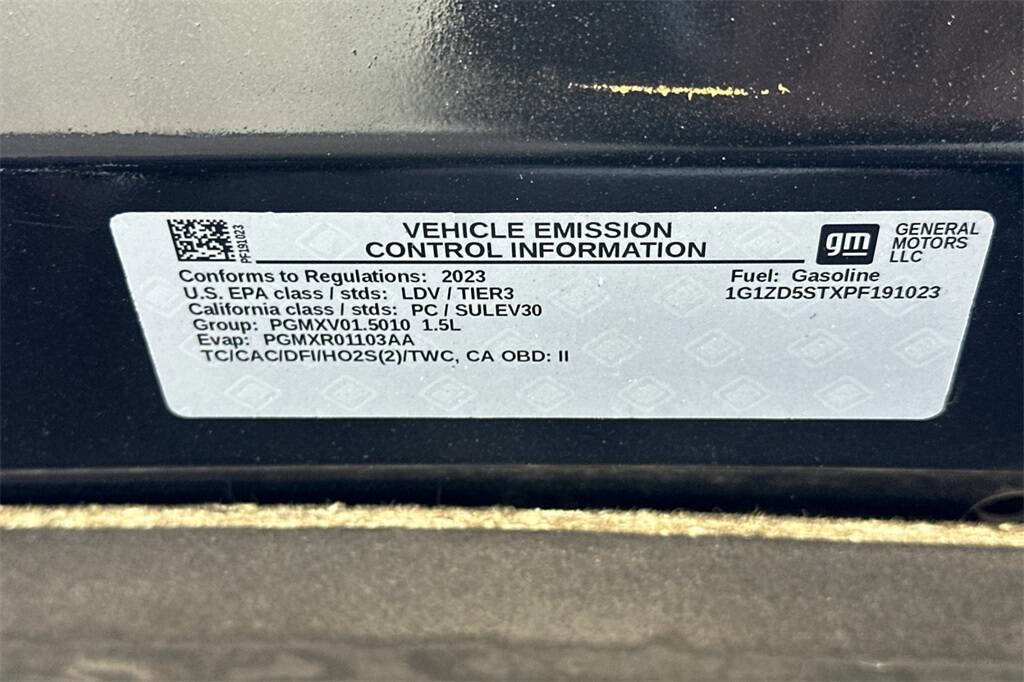 VEHICLE EMISSION
CONTROL INFORMATION
PF191023
gm
GENERAL
MOTORS
LLC
Conforms to Regulations: 2023
U.S. EPA class / stds: LDV / TIER3
California class / stds: PC / SULEV30
Group: PGMXV01.5010 1.5L
Evap: PGMXR01103AA
TC/CAC/DFI/HO2S(2)/TWC, CA OBD: II
Fuel: Gasoline
1G1ZD5STXPF191023